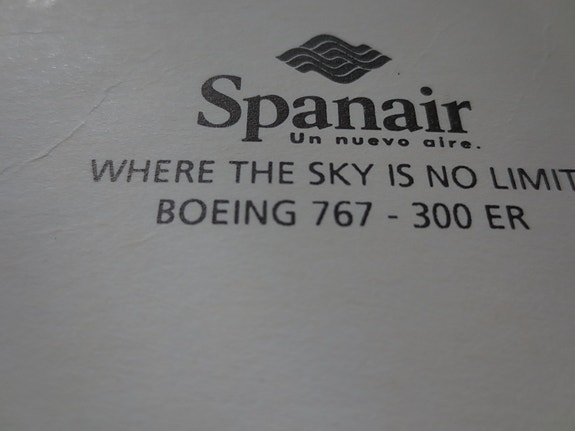 Spanair
Un nuevo aire.
WHERE THE SKY IS NO LIMIT
BOEING 767 - 300 ER